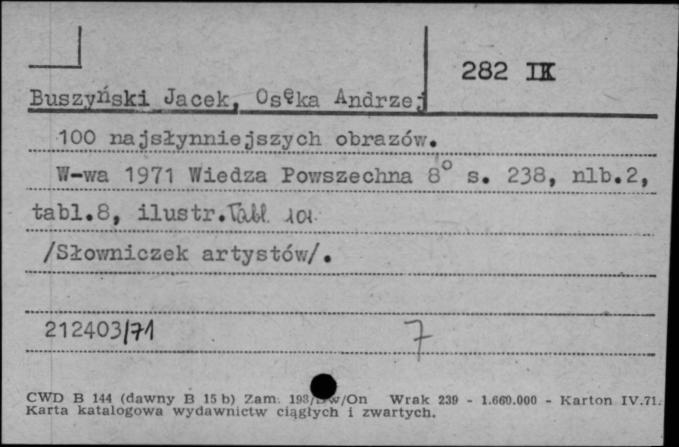 282 IK
Buszyński Jacek, Osęka Andrzej
100 najsłynniejszych obrazów.
W-wa 1971 Wiedza Powszechna 8° s. 238, nlb.2,
tabl.8, ilustr. Tabl. 101.
/Słowniczek artystów/.
212403/71 7
CWD B 144 (dawny B 15 b) Zam. Wrak 239 - 1.660.000 - Karton IV.71.
Karta katalogowa wydawnictw ciągłych i zwartych.